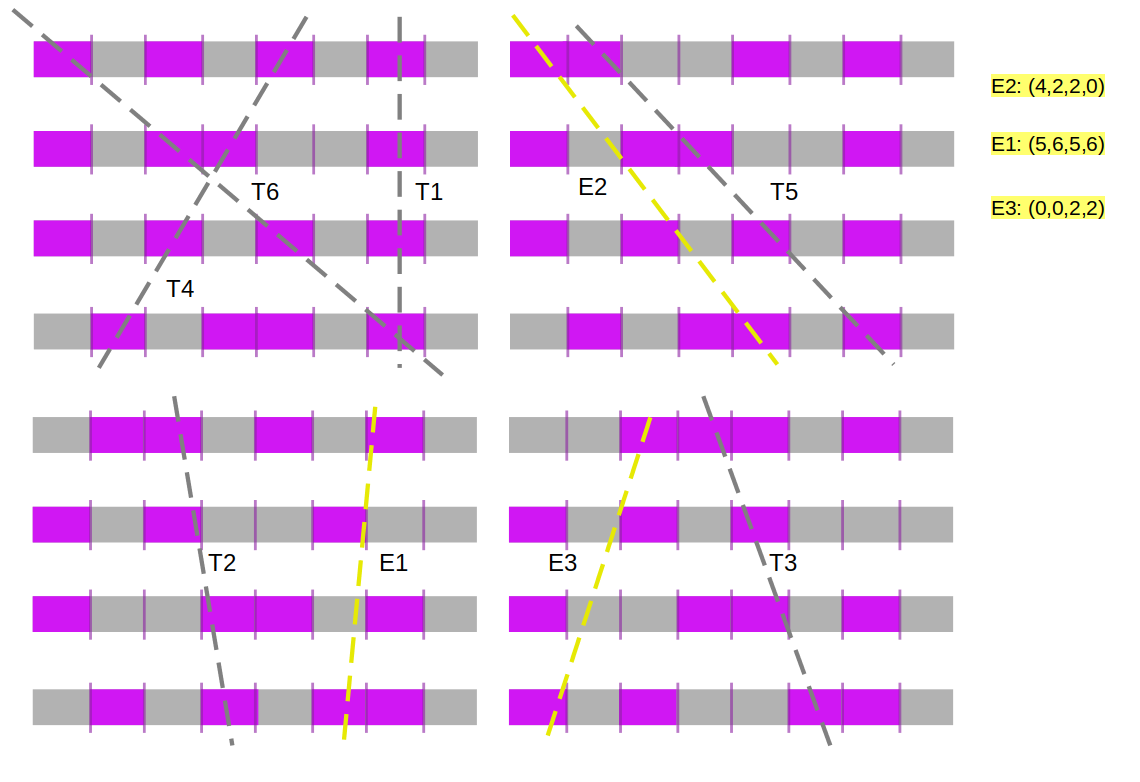 E2: (4,2,2,0)
E1: (5,6,5,6)
E3: (0,0,2,2)
T6
T1
E2
T5
T4
T2
E1
E3
T3